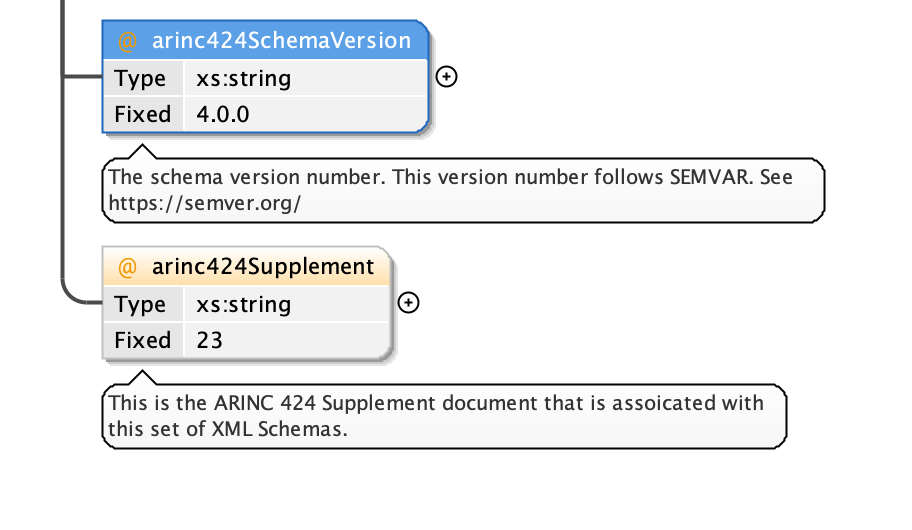 @ arinc424SchemaVersion
Type xs:string
Fixed 4.0.0
The schema version number. This version number follows SEMVAR. See
https://semver.org/
@ arinc424Supplement
Type xs:string
Fixed 23
This is the ARINC 424 Supplement document that is assoicated with
this set of XML Schemas.